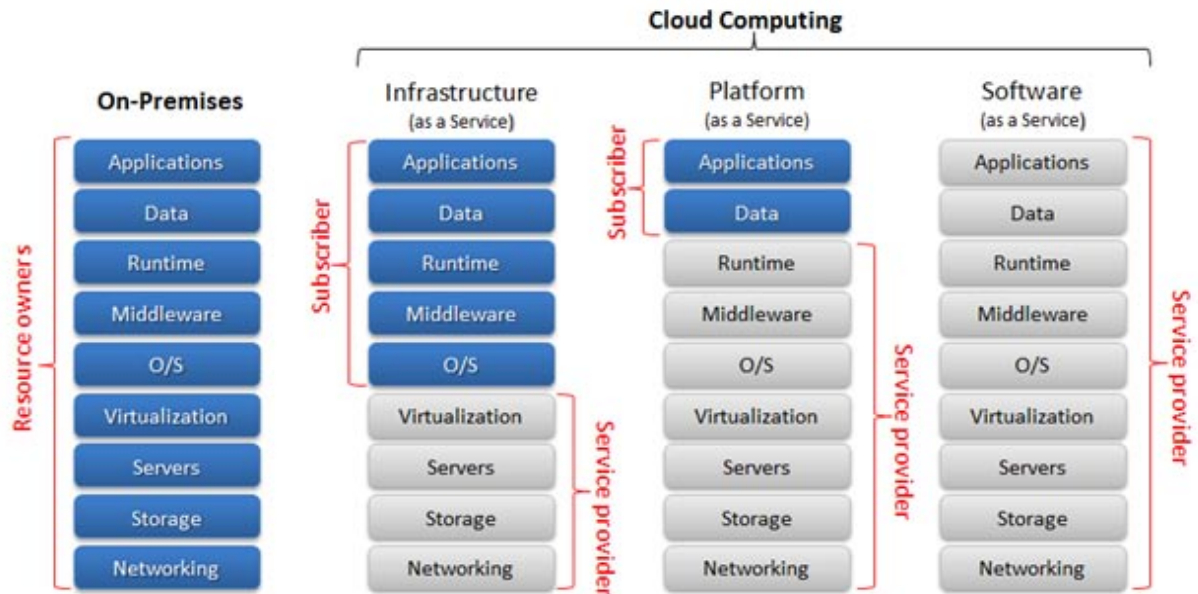 Cloud Computing
On-Premises
Resource owners
Applications
Data
Runtime
Middleware
O/S
Virtualization
Servers
Storage
Networking
Infrastructure
(as a Service)
Subscriber
Applications
Data
Runtime
Middleware
O/S
Virtualization
Servers
Storage
Networking
Service provider
Platform
(as a Service)
Subscriber
Applications
Data
Runtime
Middleware
O/S
Virtualization
Servers
Storage
Networking
Service provider
Software
(as a Service)
Applications
Data
Runtime
Middleware
O/S
Virtualization
Servers
Storage
Networking
Service provider